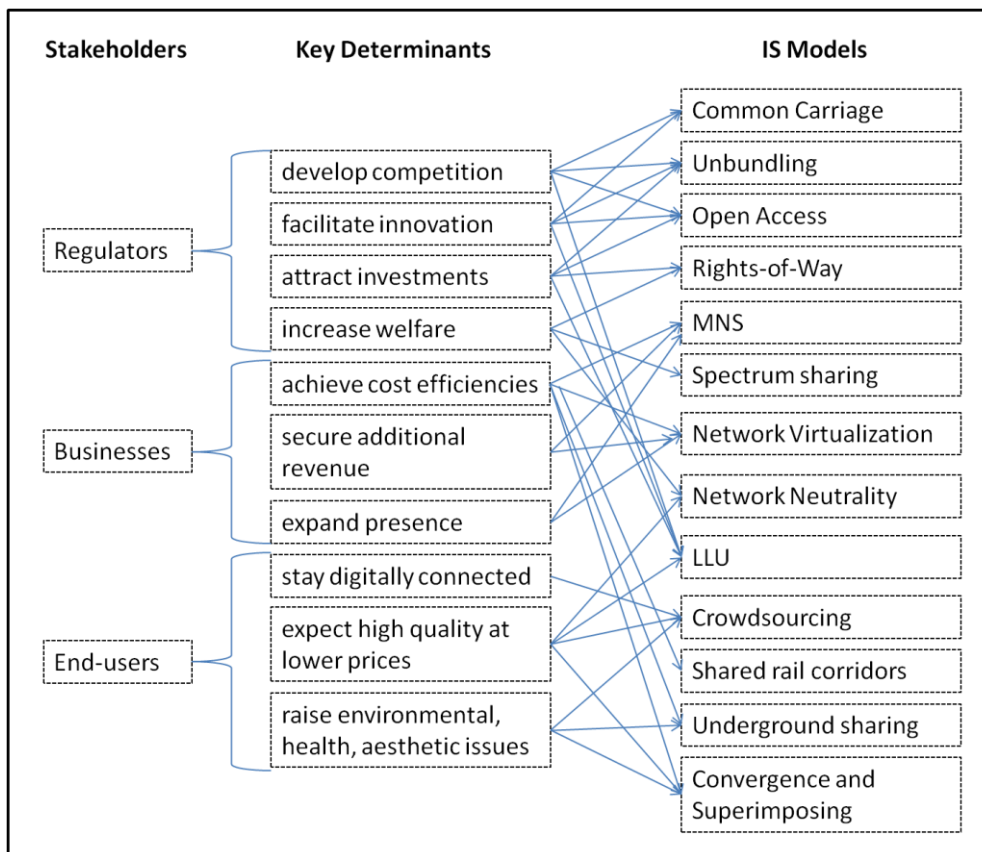 Stakeholders
Key Determinants
IS Models
Regulators
Businesses
End-users
develop competition
facilitate innovation
attract investments
increase welfare
achieve cost efficiencies
secure additional
revenue
expand presence
stay digitally connected
expect high quality at
lower prices
raise environmental,
health, aesthetic issues
Common Carriage
Unbundling
Open Access
Rights-of-Way
MNS
Spectrum sharing
Network Virtualization
Network Neutrality
LLU
Crowdsourcing
Shared rail corridors
Underground sharing
Convergence and
Superimposing